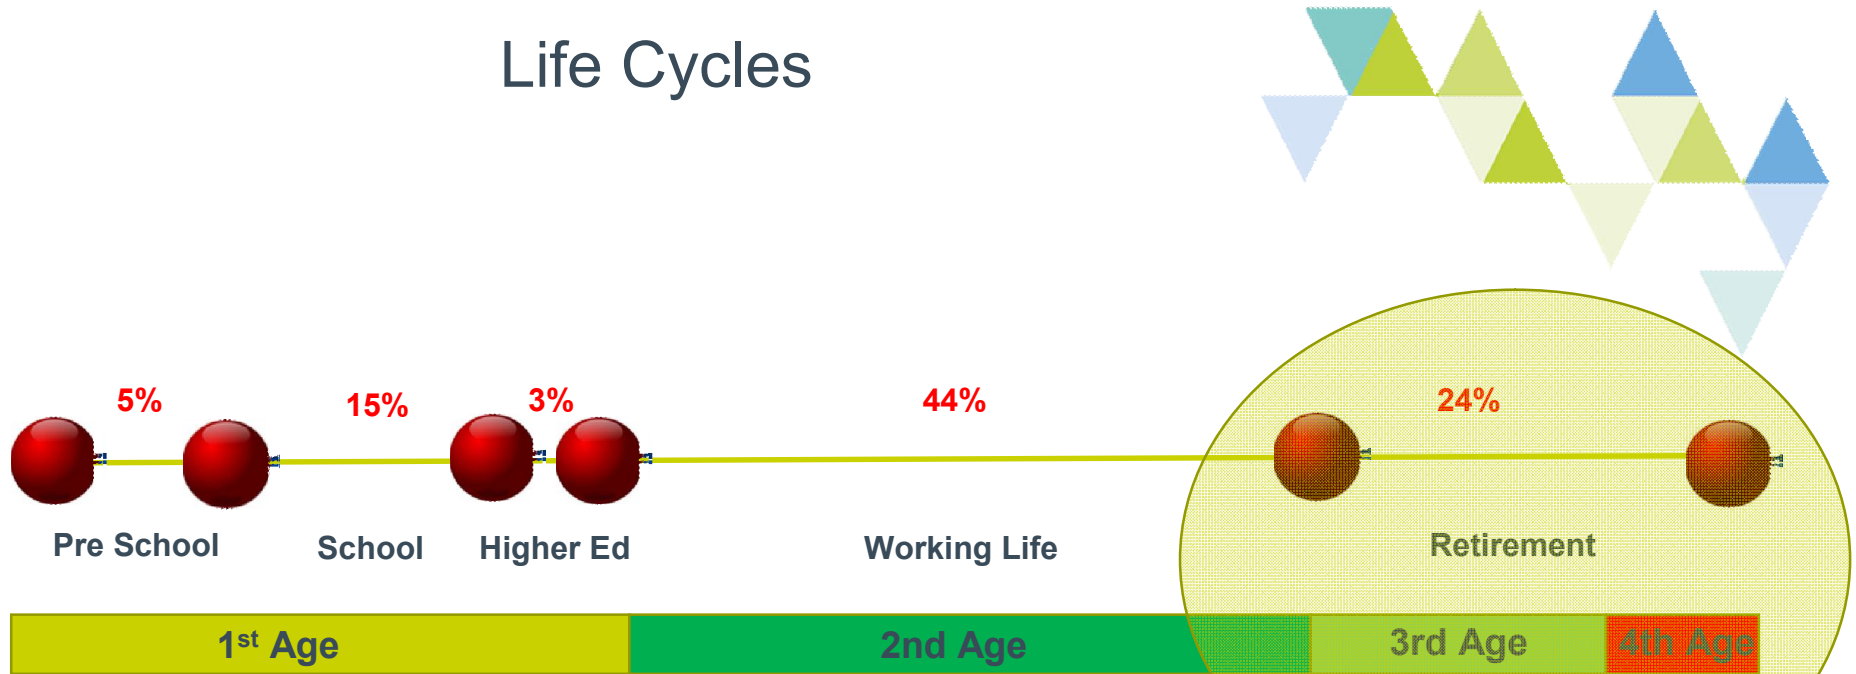 Life Cycles
5%
15%
3%
44%
24%
Pre School
School
Higher Ed
Working Life
Retirement
1st Age
2nd Age
3rd Age
4th Age